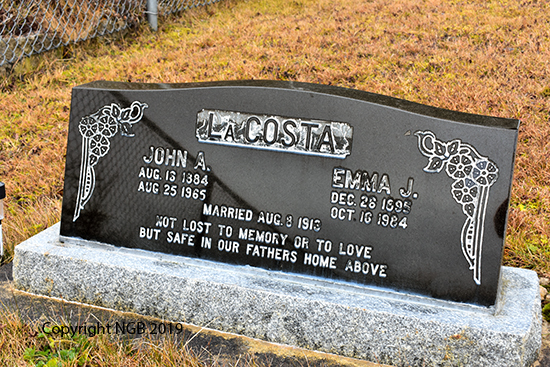 LACOSTA
JOHN A.
AUG. 13 1884
AUG 25 1965
EMMA J.
DEC. 28 1895
OCT. 16 1984
MARRIED AUG. 8 1913
NOT LOST TO MEMORY OR TO LOVE
BUT SAFE IN OUR FATHERS HOME ABOVE
Copyright NGB 2019